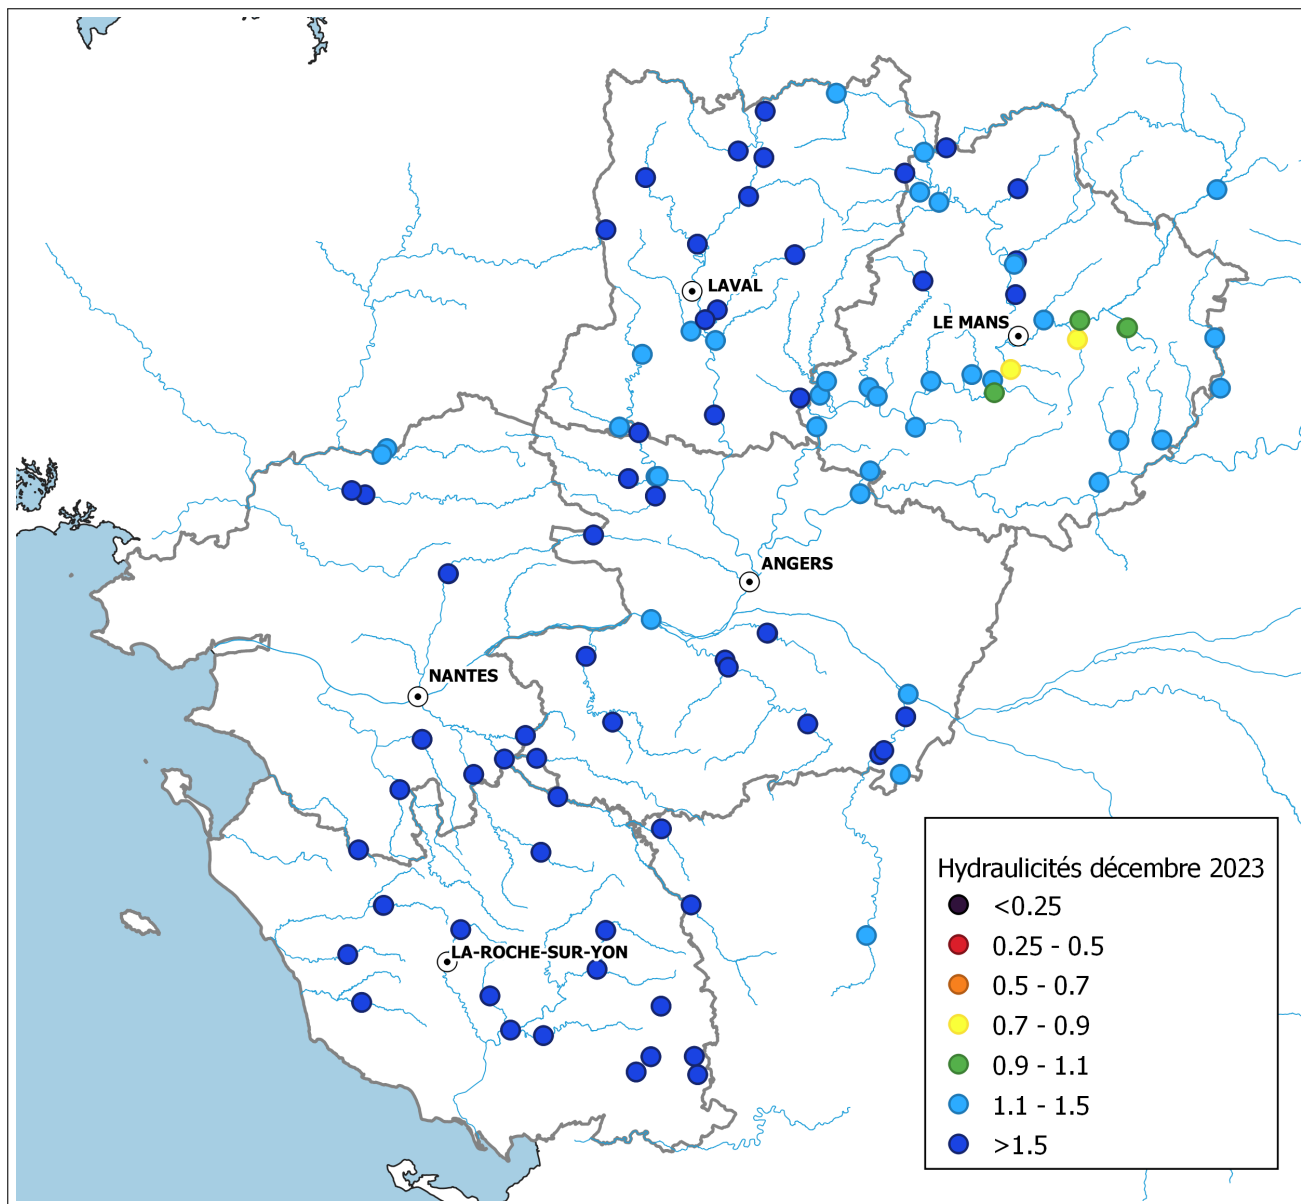 LAVAL
LE MANS
ANGERS
NANTES
LA-ROCHE-SUR-YON
Hydraulicités décembre 2023
<0.25
0.25 - 0.5
0.5 - 0.7
0.7 - 0.9
0.9 - 1.1
1.1 - 1.5
>1.5